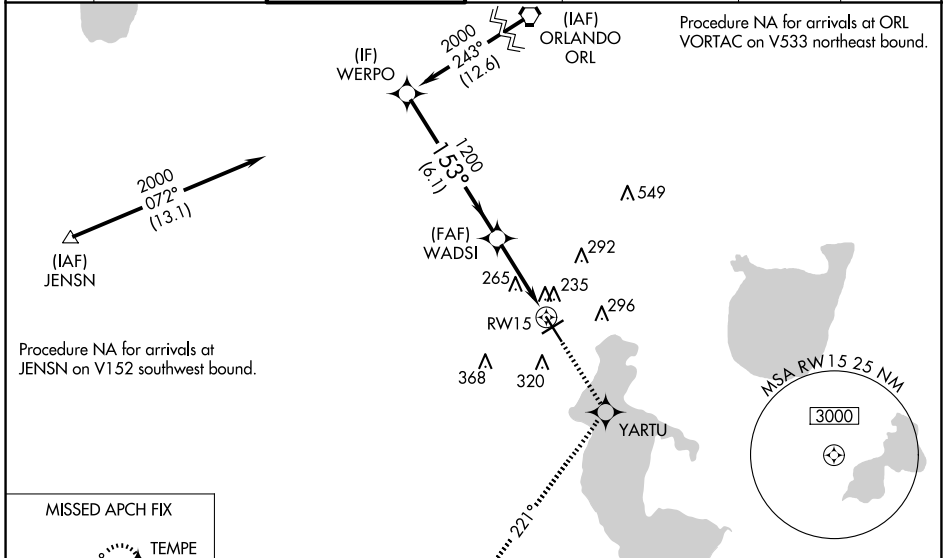 (IAF)
ORLANDO
ORL
Procedure NA for arrivals at ORL
VORTAC on V533 northeast bound.
2000
243°
(12.6)
(IF)
WERPO
1200
153°
(6.1)
2000
072°
(13.1)
549
(IAF)
JENSN
(FAF)
WADSI
292
265
235
RW15
296
Procedure NA for arrivals at
JENSN on V152 southwest bound.
368
320
MSA RW15 25 NM
3000
YARTU
221°
MISSED APCH FIX
TEMPE